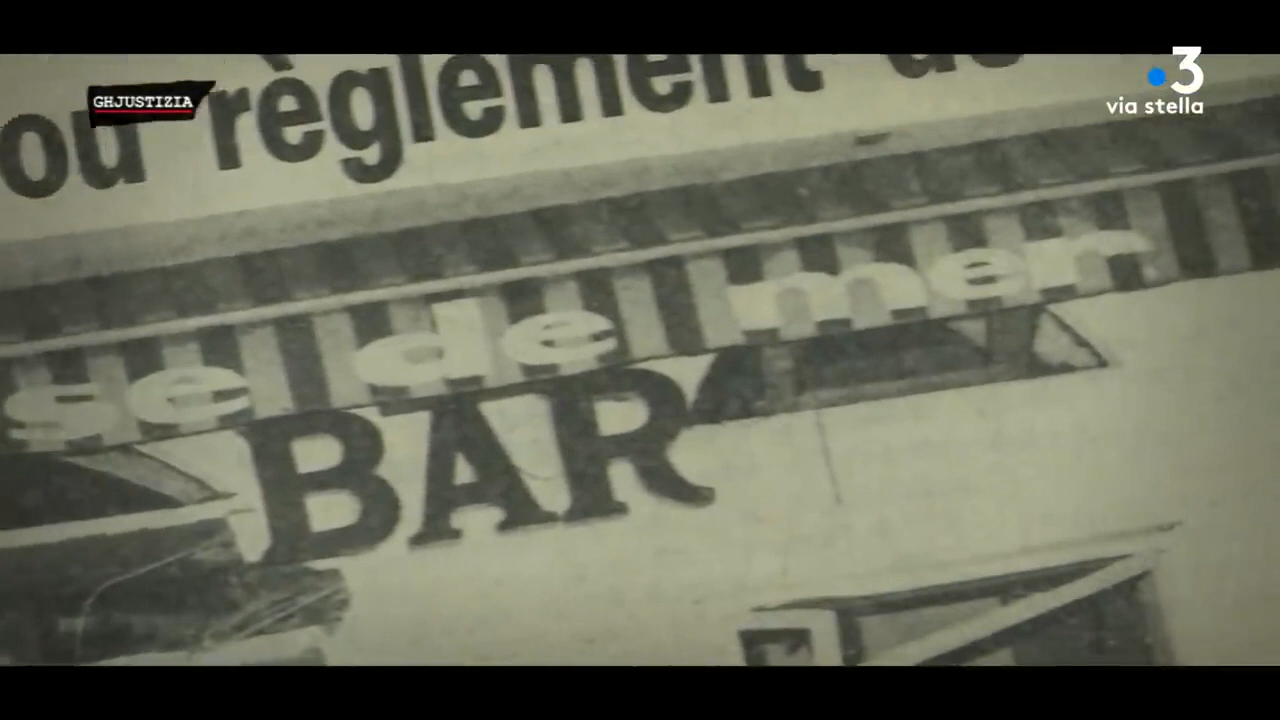 GHJUSTIZIA
3
via stella
ou règlement de
se de mer
BAR